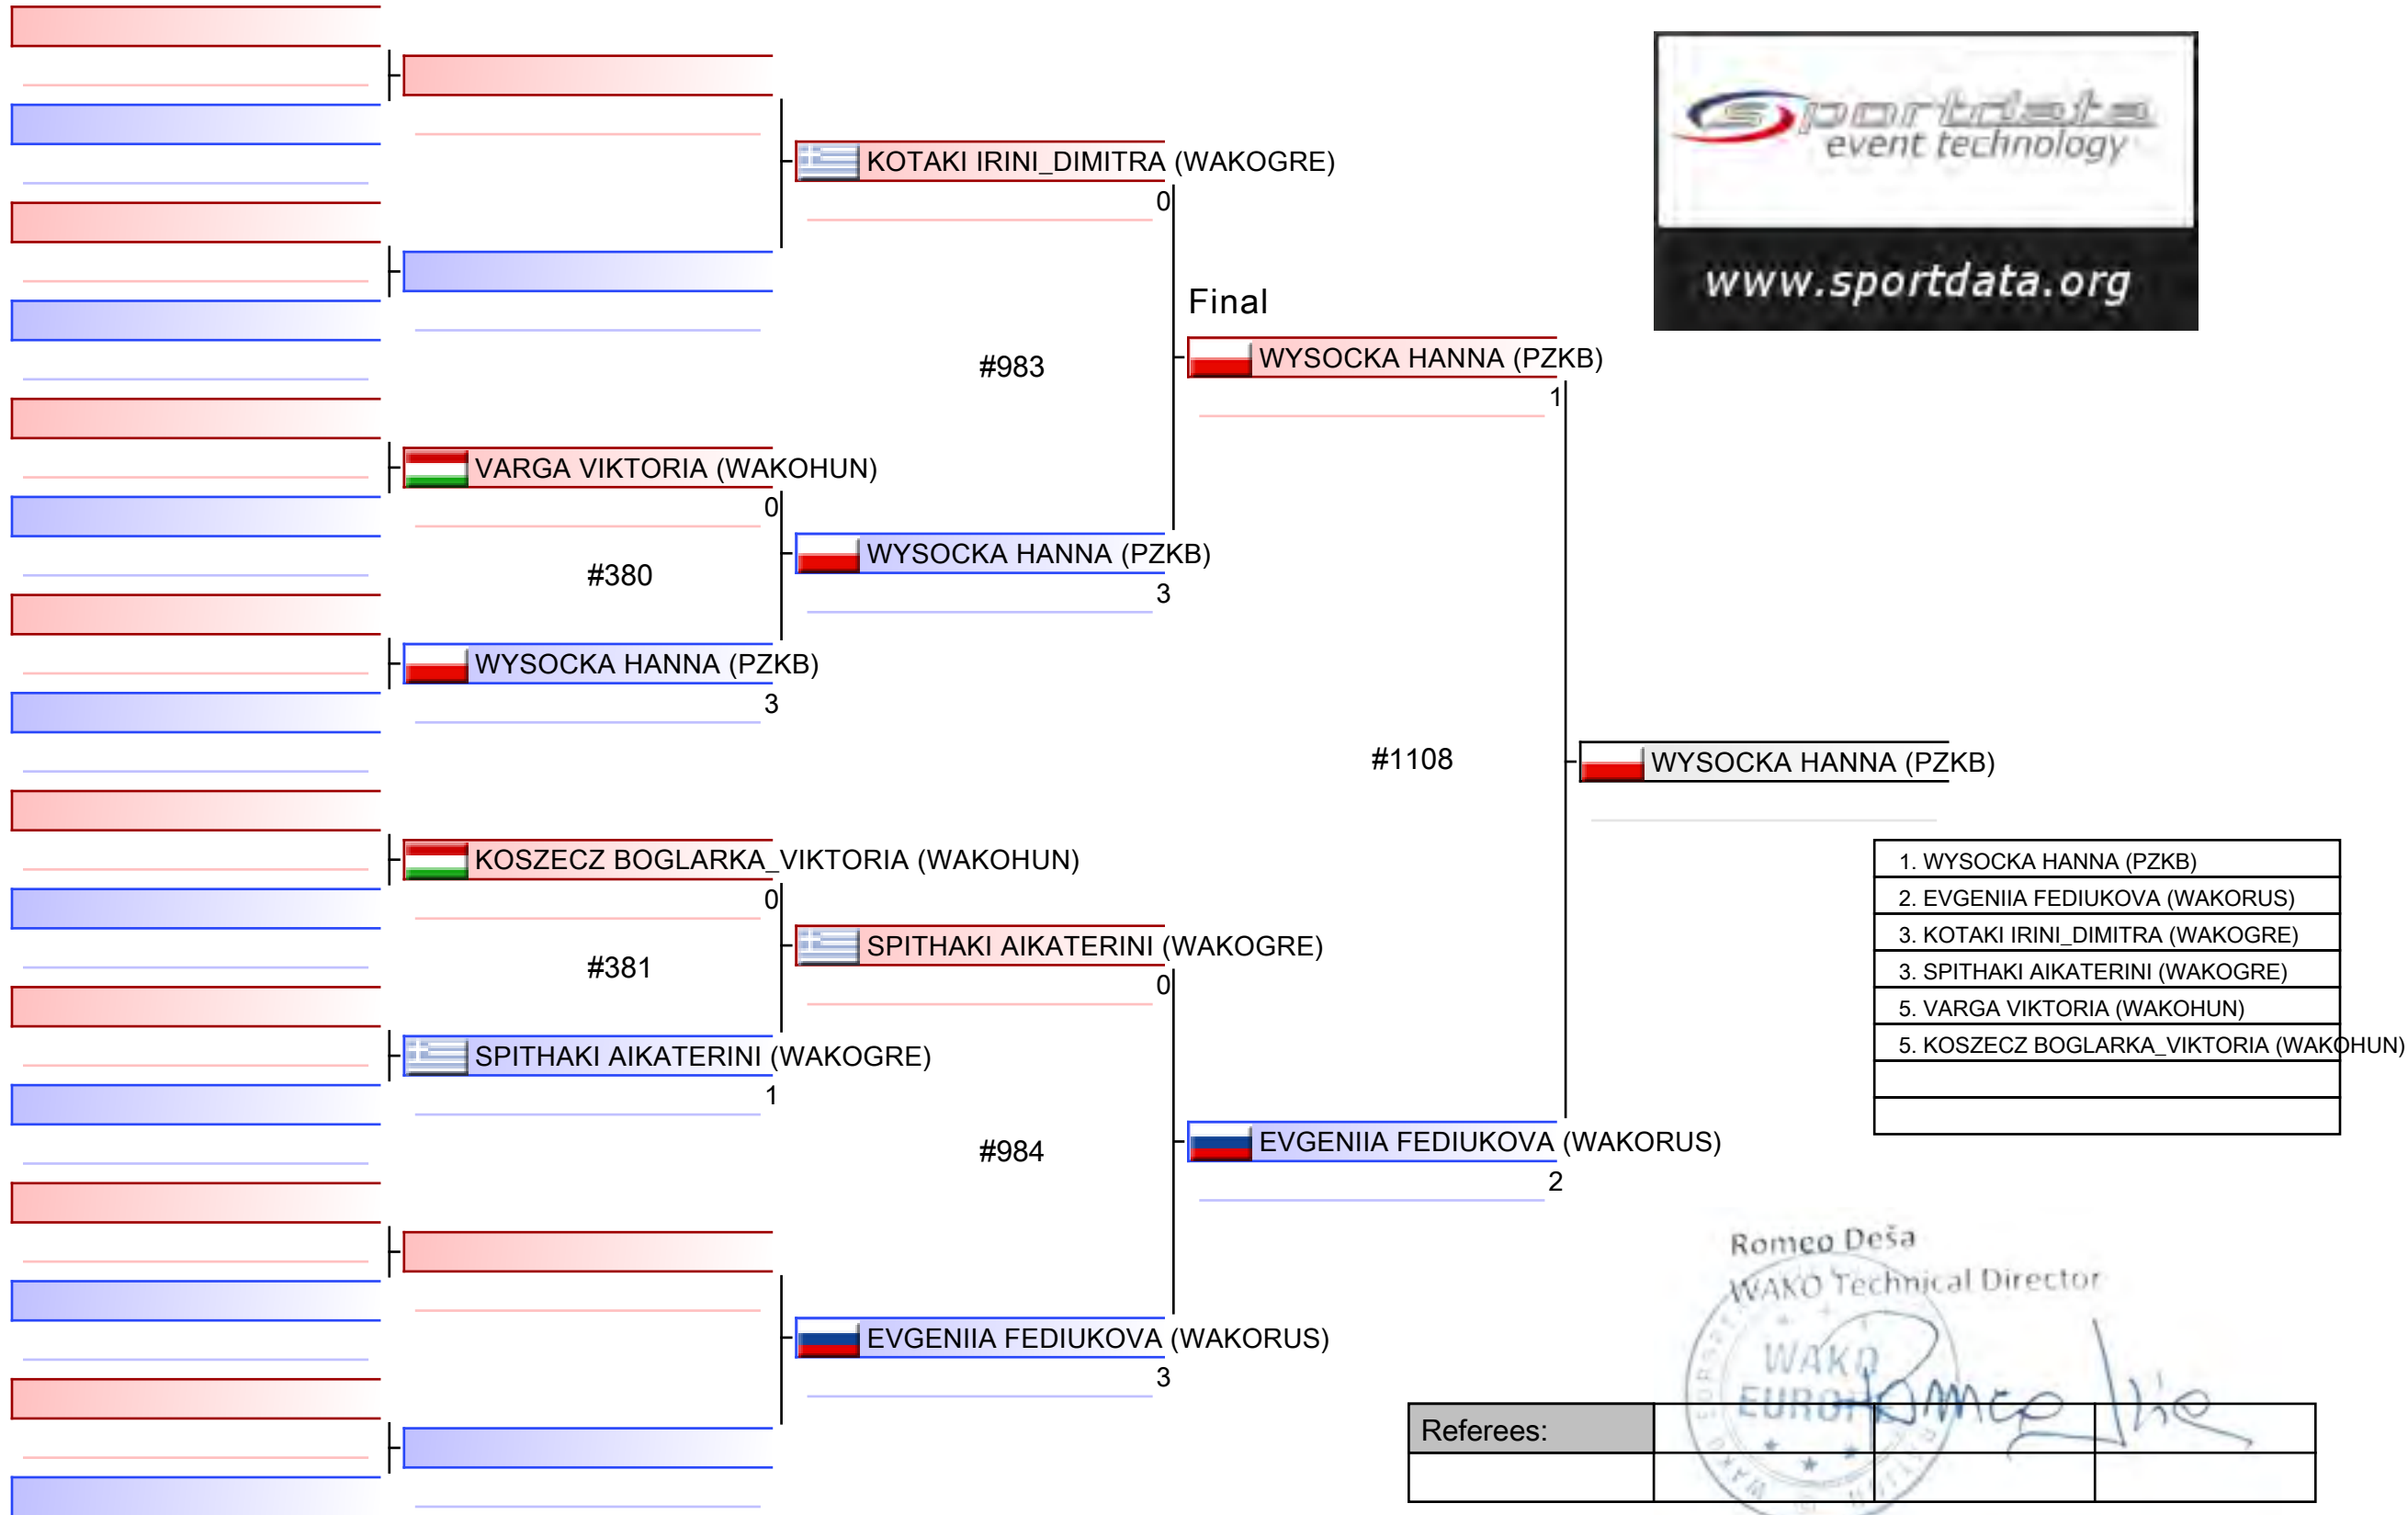 sportdata
event technology
www.sportdata.org
KOTAKI IRINI_DIMITRA (WAKOGRE)
0
Final
#983
WYSOCKA HANNA (PZKB)
1
VARGA VIKTORIA (WAKOHUN)
0
#380
WYSOCKA HANNA (PZKB)
3
WYSOCKA HANNA (PZKB)
3
#1108
WYSOCKA HANNA (PZKB)
KOSZECZ BOGLARKA_VIKTORIA (WAKOHUN)
0
#381
SPITHAKI AIKATERINI (WAKOGRE)
0
SPITHAKI AIKATERINI (WAKOGRE)
1
#984
EVGENIIA FEDIUKOVA (WAKORUS)
2
EVGENIIA FEDIUKOVA (WAKORUS)
3
1. WYSOCKA HANNA (PZKB)
2. EVGENIIA FEDIUKOVA (WAKORUS)
3. KOTAKI IRINI_DIMITRA (WAKOGRE)
3. SPITHAKI AIKATERINI (WAKOGRE)
5. VARGA VIKTORIA (WAKOHUN)
5. KOSZECZ BOGLARKA_VIKTORIA (WAKOHUN)
Romeo Deša
WAKO Technical Director
WAKO
EUROP
Referees: